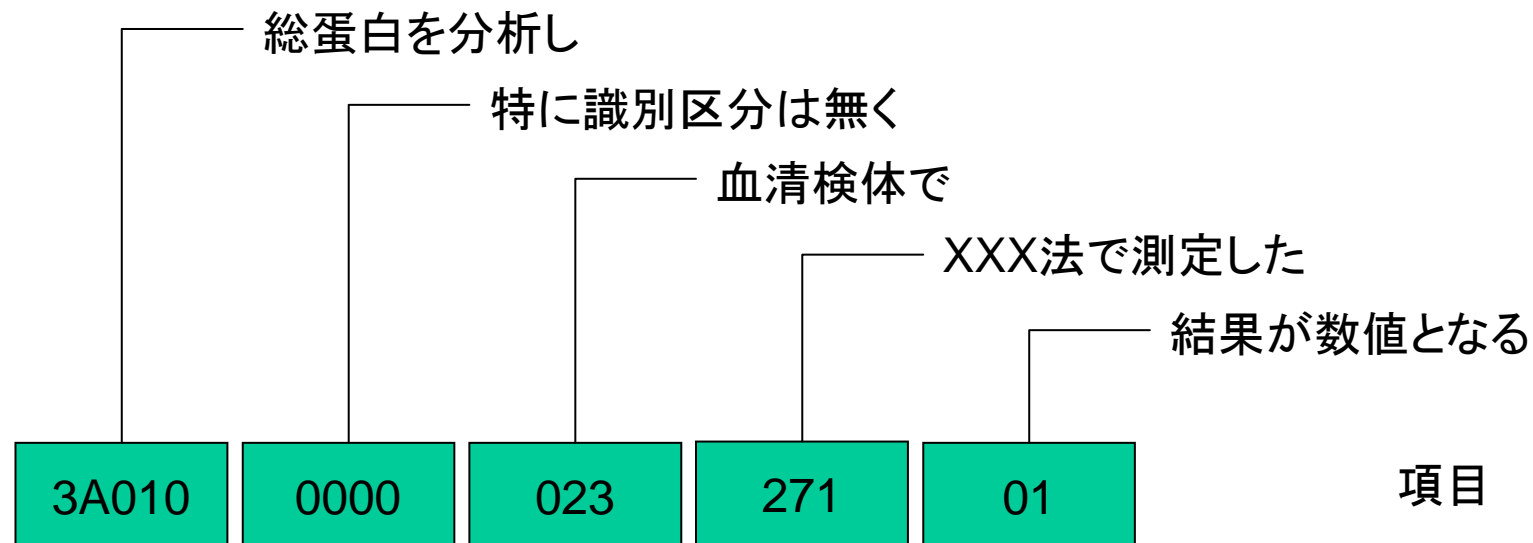 総蛋白を分析し
特に識別区分は無く
血清検体で
XXX法で測定した
結果が数値となる
3A010 0000 023 271 01 項目